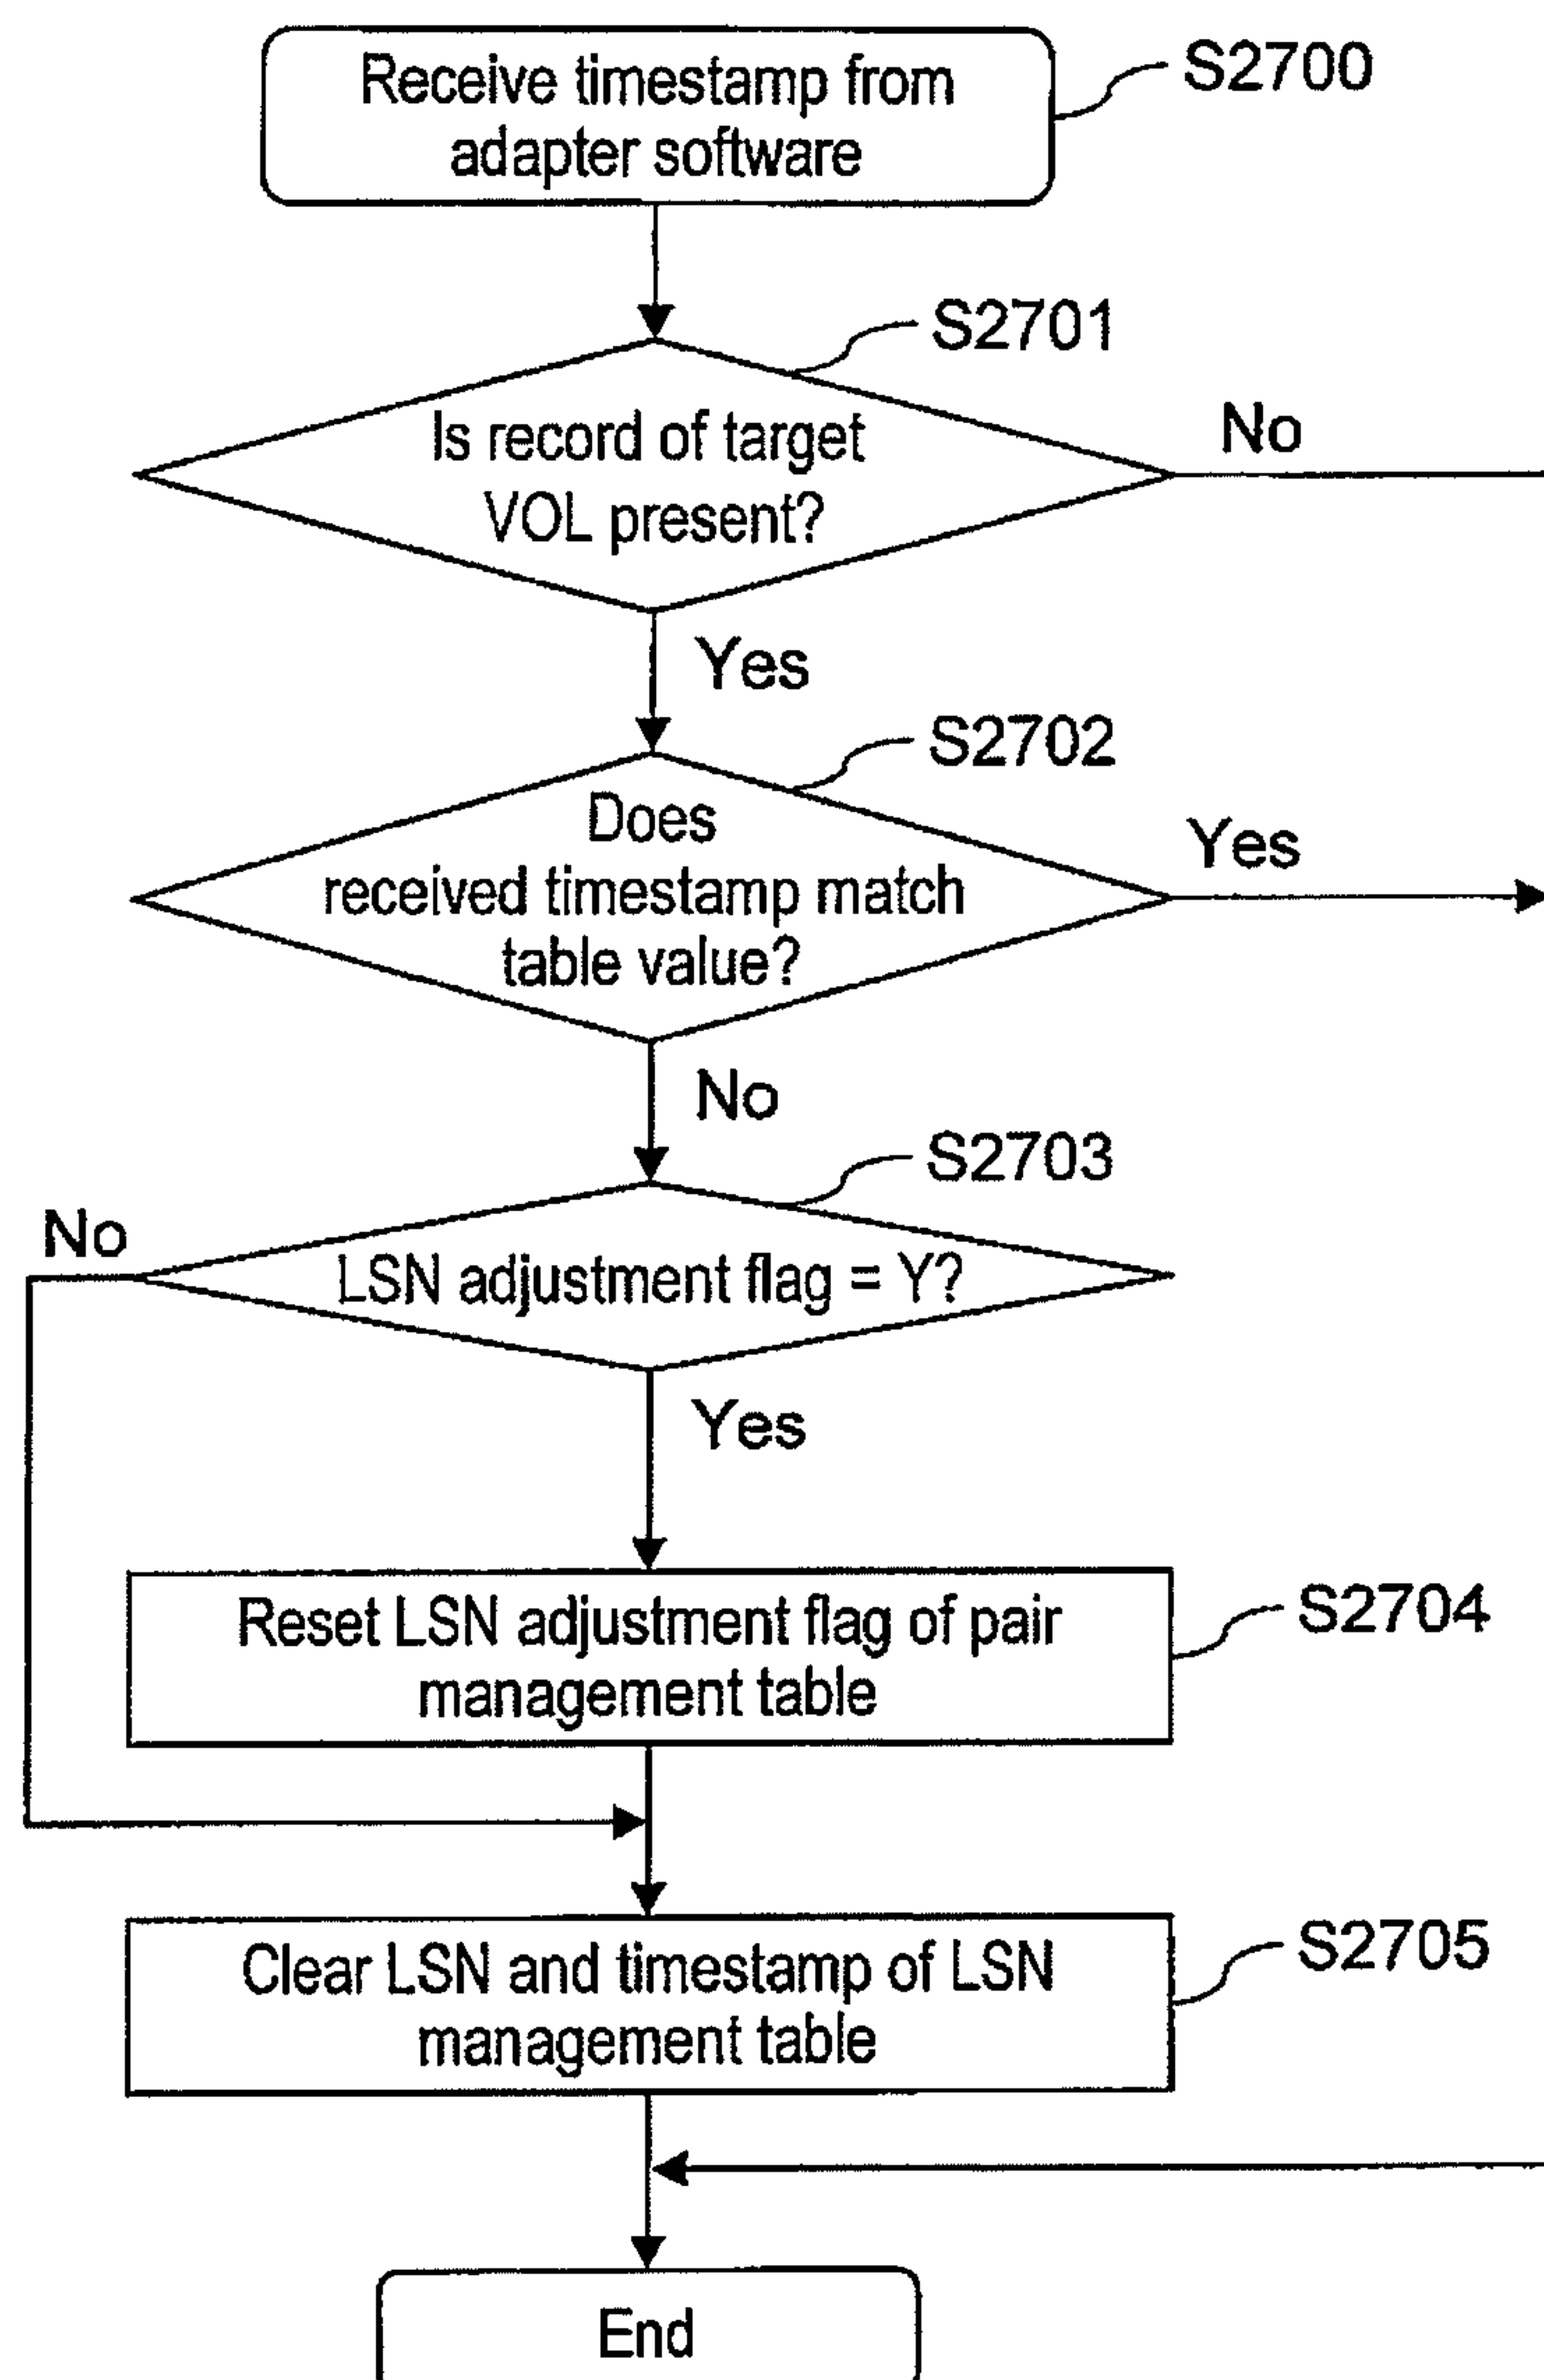 Receive timestamp from
adapter software
S2700
S2701
Is record of target
VOL present?
No
Yes
S2702
Does
received timestamp match
table value?
Yes
No
S2703
No
LSN adjustment flag = Y?
Yes
Reset LSN adjustment flag of pair
management table
S2704
Clear LSN and timestamp of LSN
management table
S2705
End